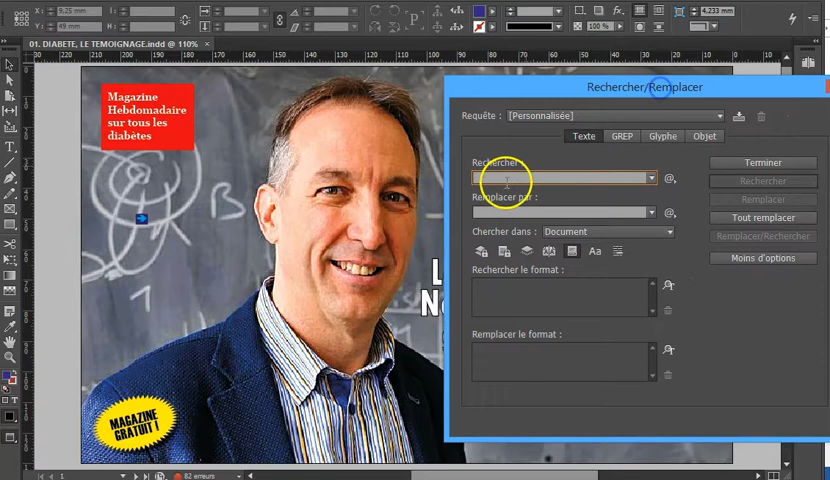 9,25 mm
49 mm
4,233 mm
100 %
01. DIABETE, LE TEMOIGNAGE.indd @ 110%
Magazine
Hebdomadaire
sur tous les
diabètes
B
MAGAZINE
GRATUIT !
Rechercher/Remplacer
Requête : [Personnalisée]
Texte GREP Glyphe Objet
Rechercher :
Remplacer par :
Chercher dans : Document
Rechercher le format :
Remplacer le format :
Terminer
Rechercher
Remplacer
Tout remplacer
Remplacer/Rechercher
Moins d'options
1
82 erreurs